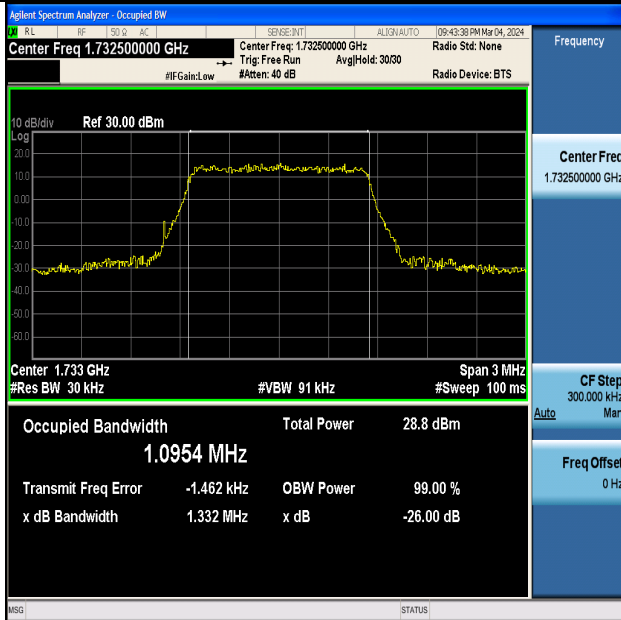 Agilent Spectrum Analyzer - Occupied BW
LXI RL RF 50 Ω AC SENSE:INT ALIGNAUTO 09:43:38 PM Mar 04, 2024
Center Freq 1.732500000 GHz Center Freq: 1.732500000 GHz Radio Std: None
Trig: Free Run Avg|Hold: 30/30
#IFGain:Low #Atten: 40 dB Radio Device: BTS
10 dB/div Ref 30.00 dBm
Log
20.0
10.0
0.00
-10.0
-20.0
-30.0
-40.0
-50.0
-60.0
Center 1.733 GHz Span 3 MHz
#Res BW 30 kHz #VBW 91 kHz #Sweep 100 ms
Occupied Bandwidth Total Power 28.8 dBm
1.0954 MHz
Transmit Freq Error -1.462 kHz OBW Power 99.00 %
x dB Bandwidth 1.332 MHz x dB -26.00 dB
MSG STATUS
Frequency
Center Freq
1.732500000 GHz
CF Step
300.000 kHz
Auto Man
Freq Offset
0 Hz